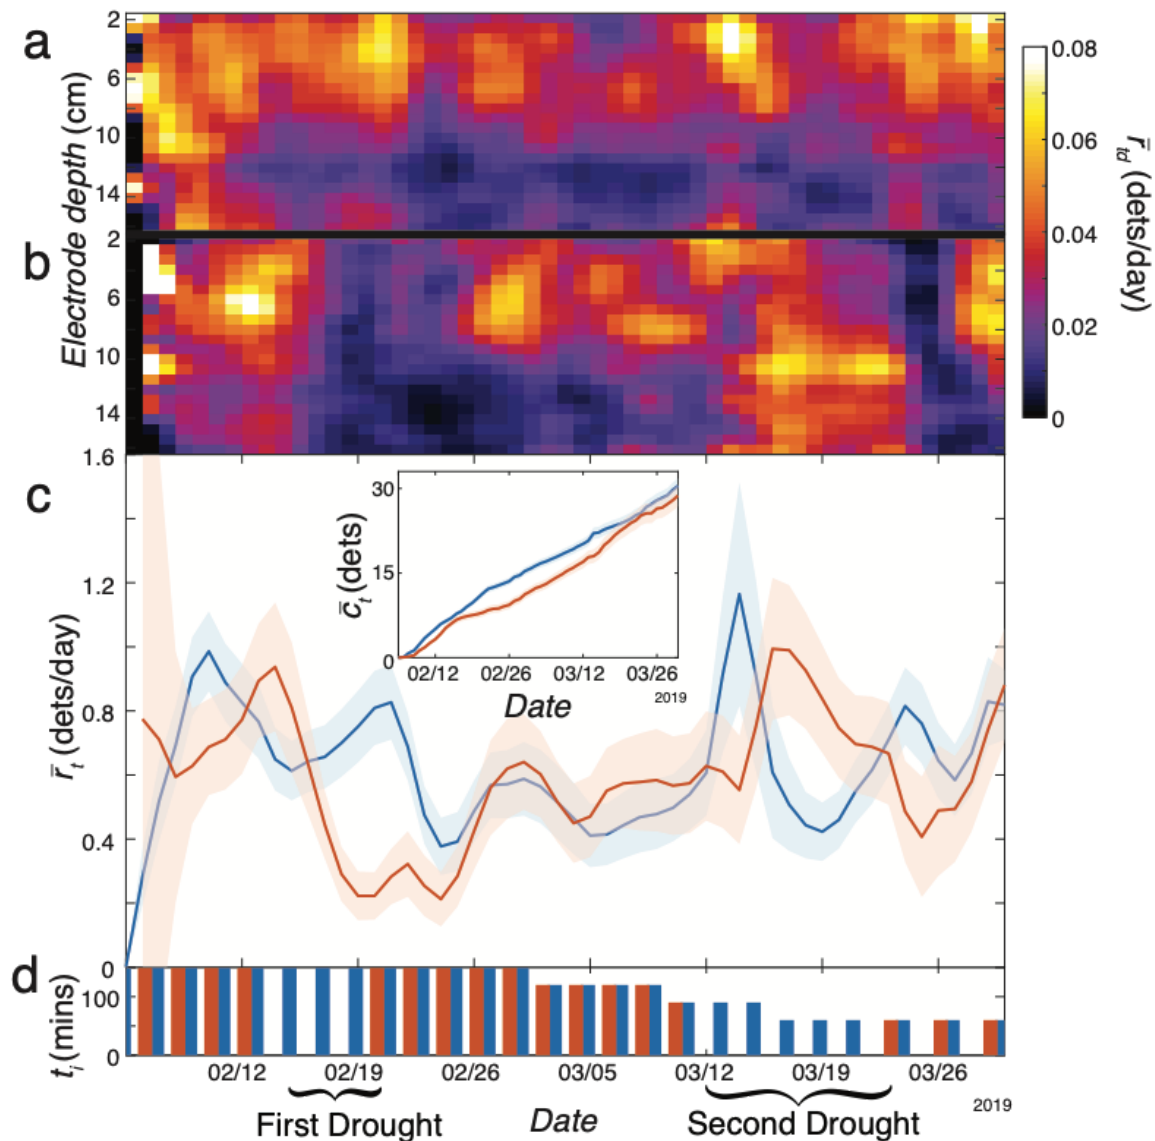 a
2
6
10
14
Electrode depth (cm)
0.08
0.06
0.04
0.02
0
r̄td (dets/day)
b
2
6
10
14
c
1.6
1.2
0.8
0.4
0
r̄t (dets/day)
30
15
0
c̄t (dets)
02/12 02/26 03/12 03/26
Date
2019
d
100
0
ti (mins)
02/12 02/19 02/26 03/05 03/12 03/19 03/26
2019
First Drought Date Second Drought